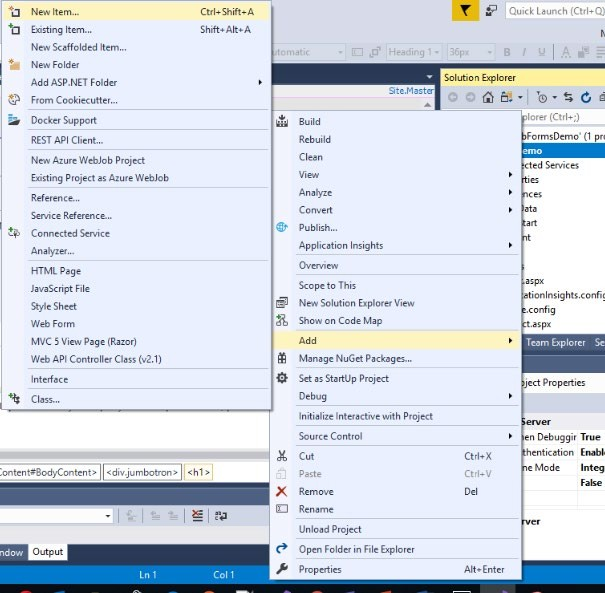 New Item... Ctrl+Shift+A
Existing Item... Shift+Alt+A
New Scaffolded Item...
New Folder
Add ASP.NET Folder
From Cookiecutter...
Docker Support
REST API Client...
New Azure WebJob Project
Existing Project as Azure WebJob
Reference...
Service Reference...
Connected Service
Analyzer...
HTML Page
JavaScript File
Style Sheet
Web Form
MVC 5 View Page (Razor)
Web API Controller Class (v2.1)
Interface
Class...
Quick Launch (Ctrl+Q)
utomatic Heading 1 36px B I U A
Site.Master
Build
Rebuild
Clean
View
Analyze
Convert
Publish...
Application Insights
Overview
Scope to This
New Solution Explorer View
Show on Code Map
Add
Manage NuGet Packages...
Set as StartUp Project
Debug
Initialize Interactive with Project
Source Control
Cut Ctrl+X
Paste Ctrl+V
Remove Del
Rename
Unload Project
Open Folder in File Explorer
Properties Alt+Enter
Solution Explorer
plorer (Ctrl+;)
bFormsDemo' (1 pro
emo
ected Services
rties
ences
Data
tart
nt
s
.aspx
cationInsights.config
e.config
ct.aspx
Team Explorer Se
ject Properties
Server
hen Debuggin True
thentication Enable
ne Mode Integ
False
rver
Content#BodyContent> <div.jumbotron> <h1>
ndow Output
Ln 1 Col 1